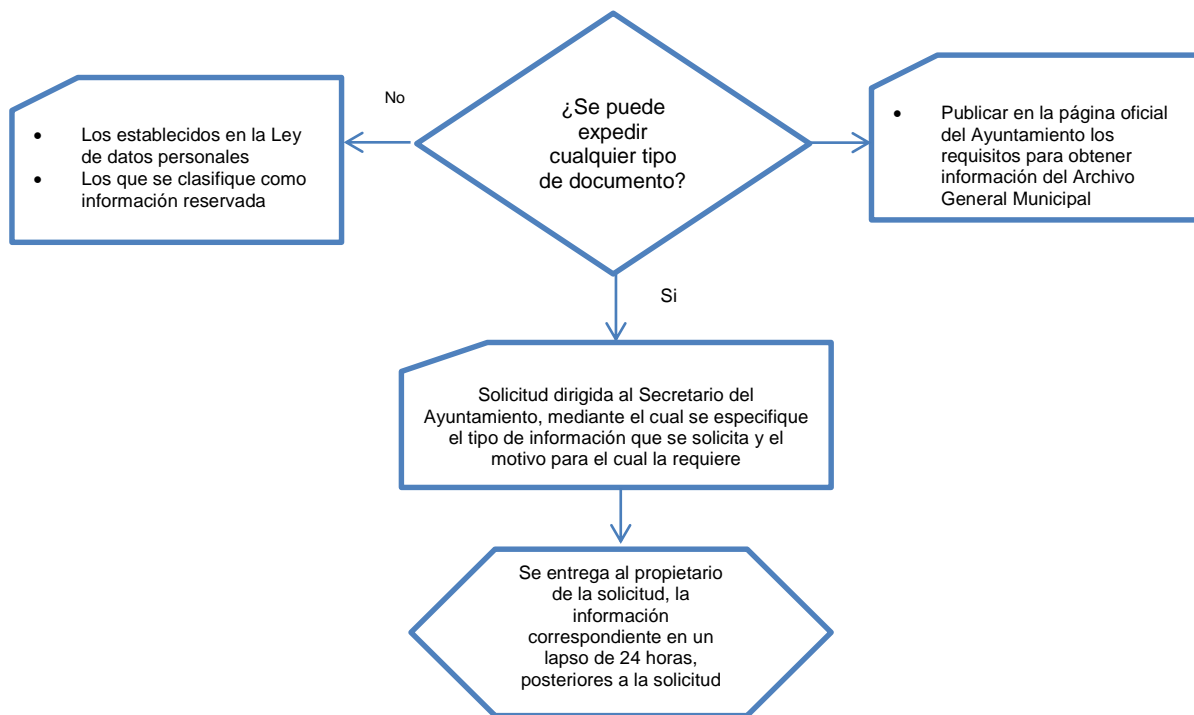 No
• Los establecidos en la Ley
de datos personales
• Los que se clasifique como
información reservada
¿Se puede
expedir
cualquier tipo
de documento?
• Publicar en la página oficial
del Ayuntamiento los
requisitos para obtener
información del Archivo
General Municipal
Si
Solicitud dirigida al Secretario del
Ayuntamiento, mediante el cual se especifique
el tipo de información que se solicita y el
motivo para el cual la requiere
Se entrega al propietario
de la solicitud, la
información
correspondiente en un
lapso de 24 horas,
posteriores a la solicitud